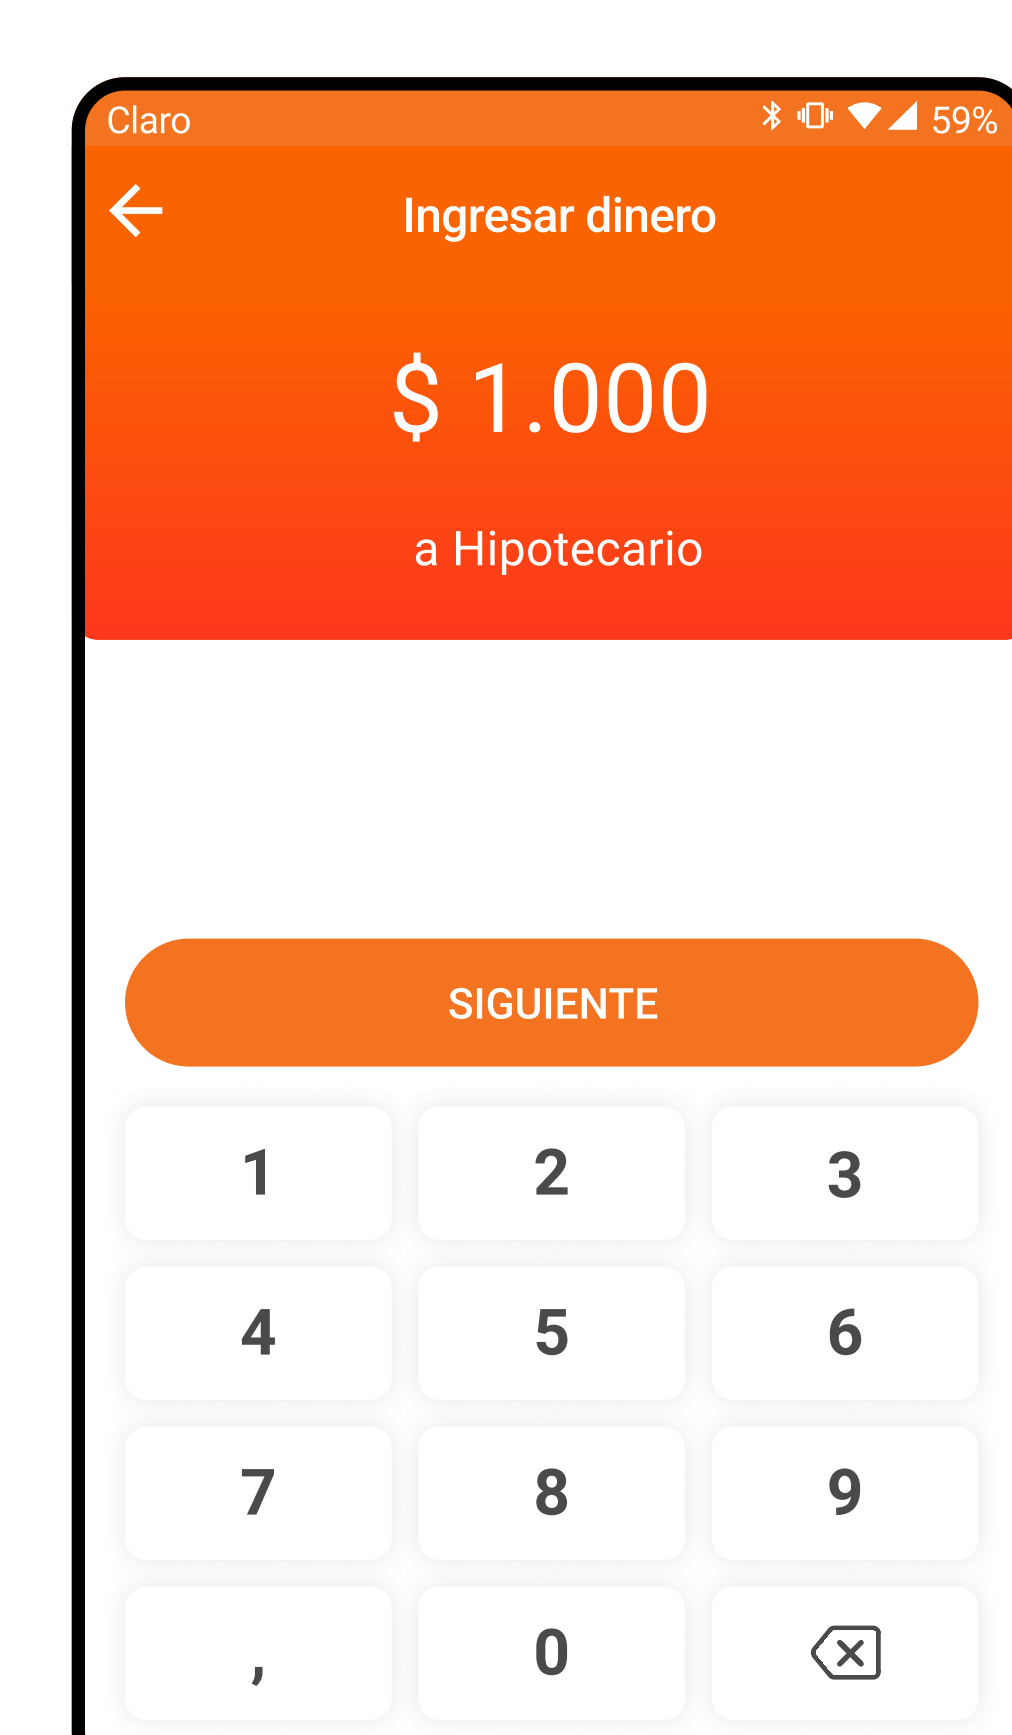 Claro 59%
Ingresar dinero
$ 1.000
a Hipotecario
SIGUIENTE
1 2 3
4 5 6
7 8 9
, 0